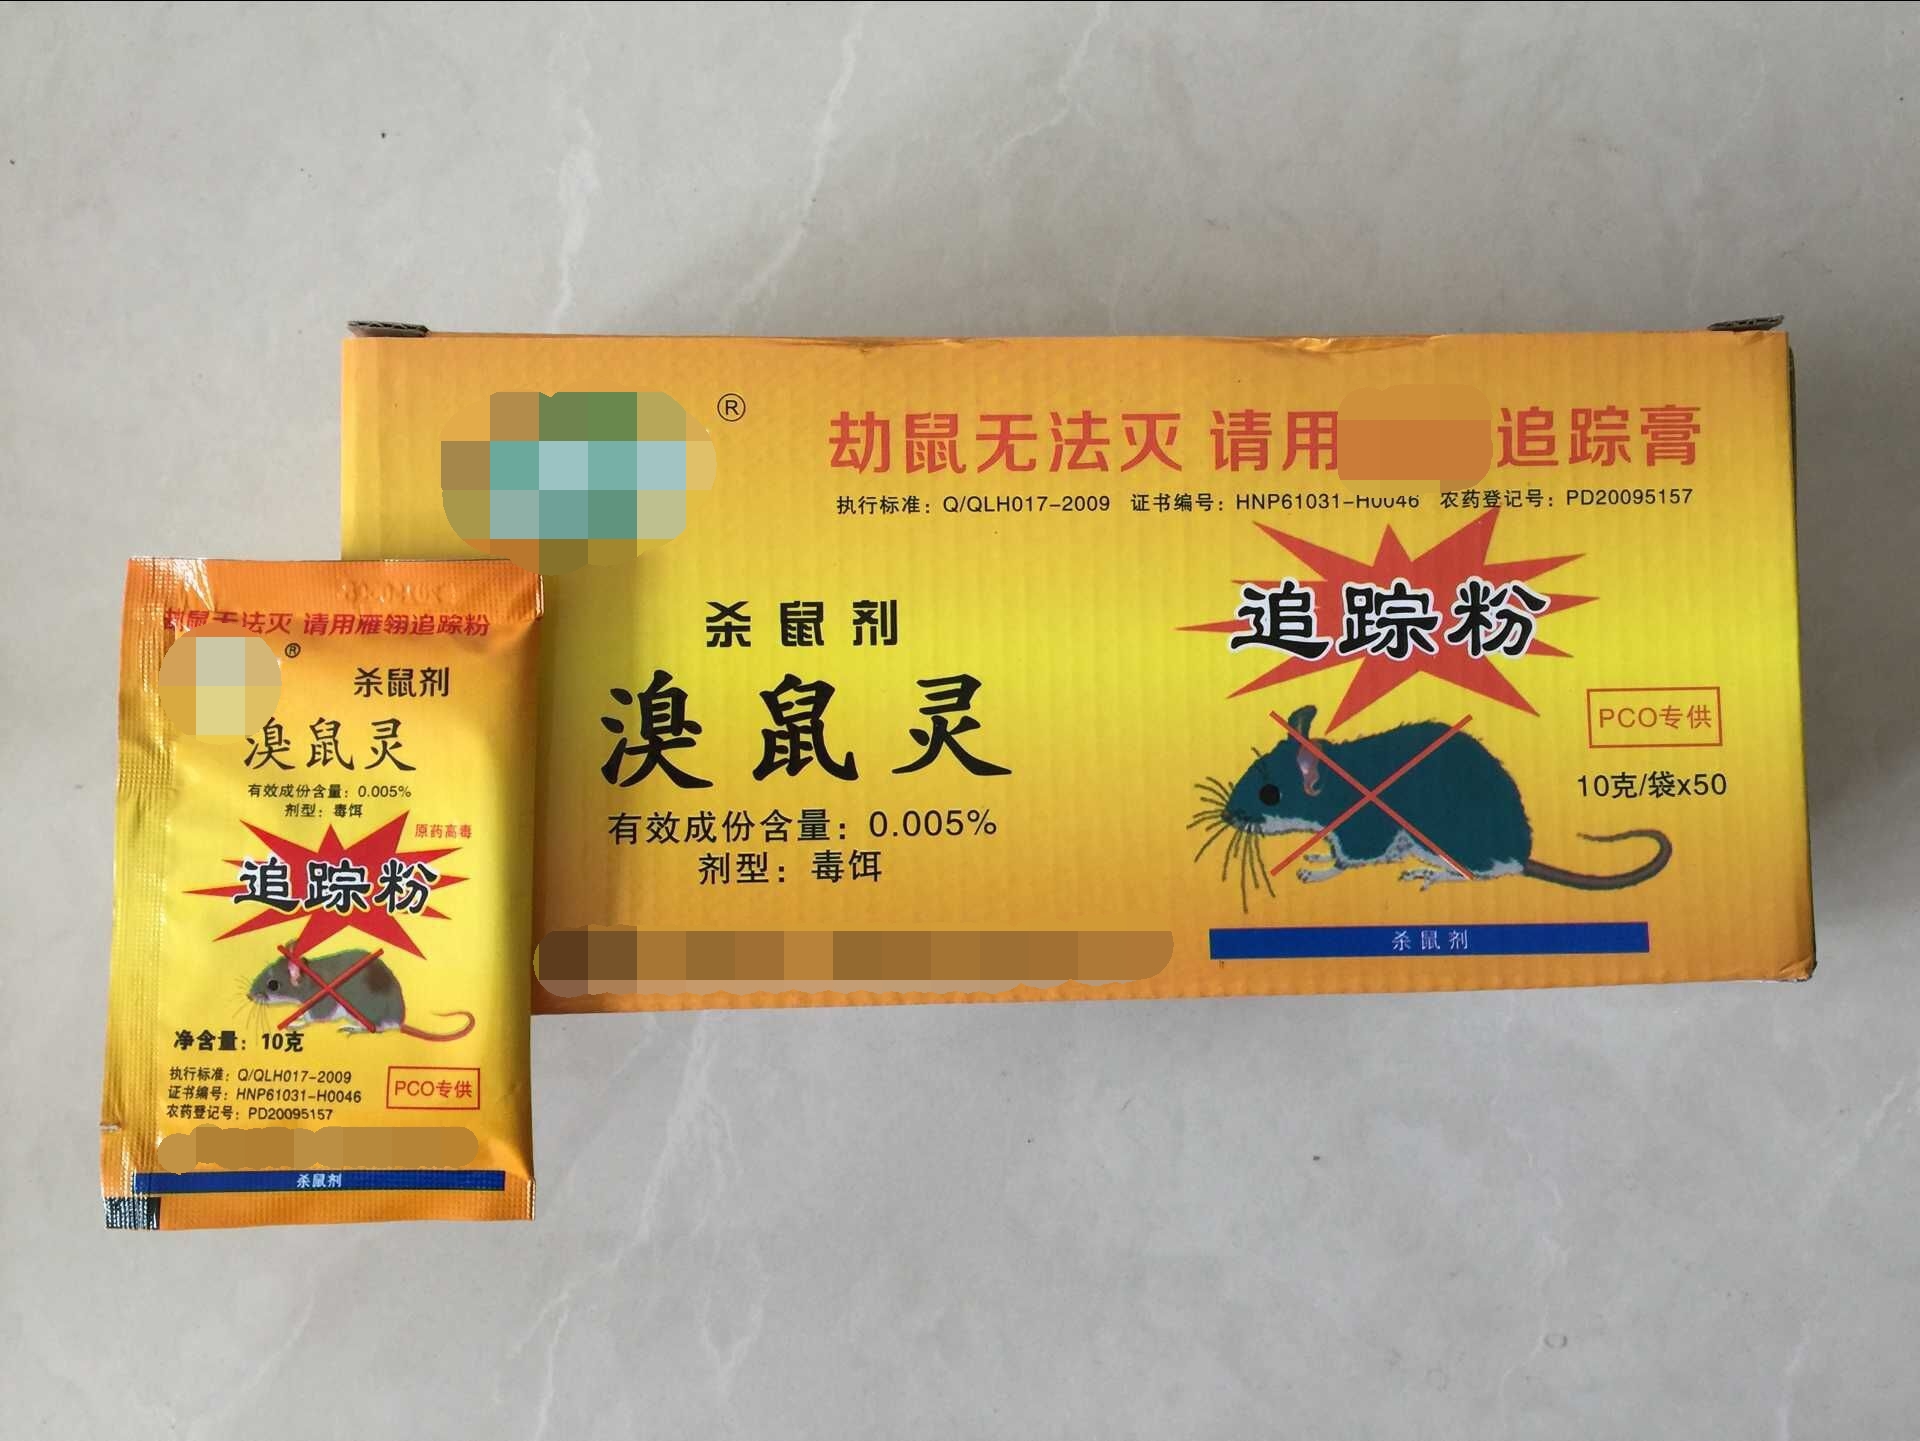 ®
劫鼠无法灭 请用 追踪膏
执行标准：Q/QLH017-2009 证书编号：HNP61031-H0046 农药登记号：PD20095157
杀鼠剂
溴鼠灵
有效成份含量：0.005%
剂型：毒饵
追踪粉
PCO专供
10克/袋x50
杀鼠剂
劫鼠无法灭 请用雁翎追踪粉
®
杀鼠剂
溴鼠灵
有效成份含量：0.005%
剂型：毒饵
原药高毒
追踪粉
净含量：10克
执行标准：Q/QLH017-2009
证书编号：HNP61031-H0046
农药登记号：PD20095157
PCO专供
杀鼠剂